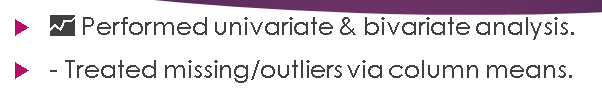 Performed univariate & bivariate analysis.
- Treated missing/outliers via column means.